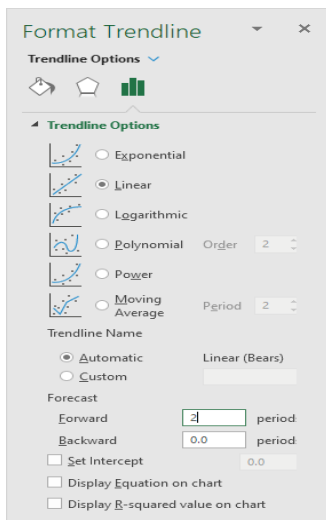 Format Trendline
Trendline Options
Trendline Options
Exponential
Linear
Logarithmic
Polynomial Order 2
Power
Moving
Average Period 2
Trendline Name
Automatic Linear (Bears)
Custom
Forecast
Forward 2 period
Backward 0.0 period
Set Intercept 0.0
Display Equation on chart
Display R-squared value on chart